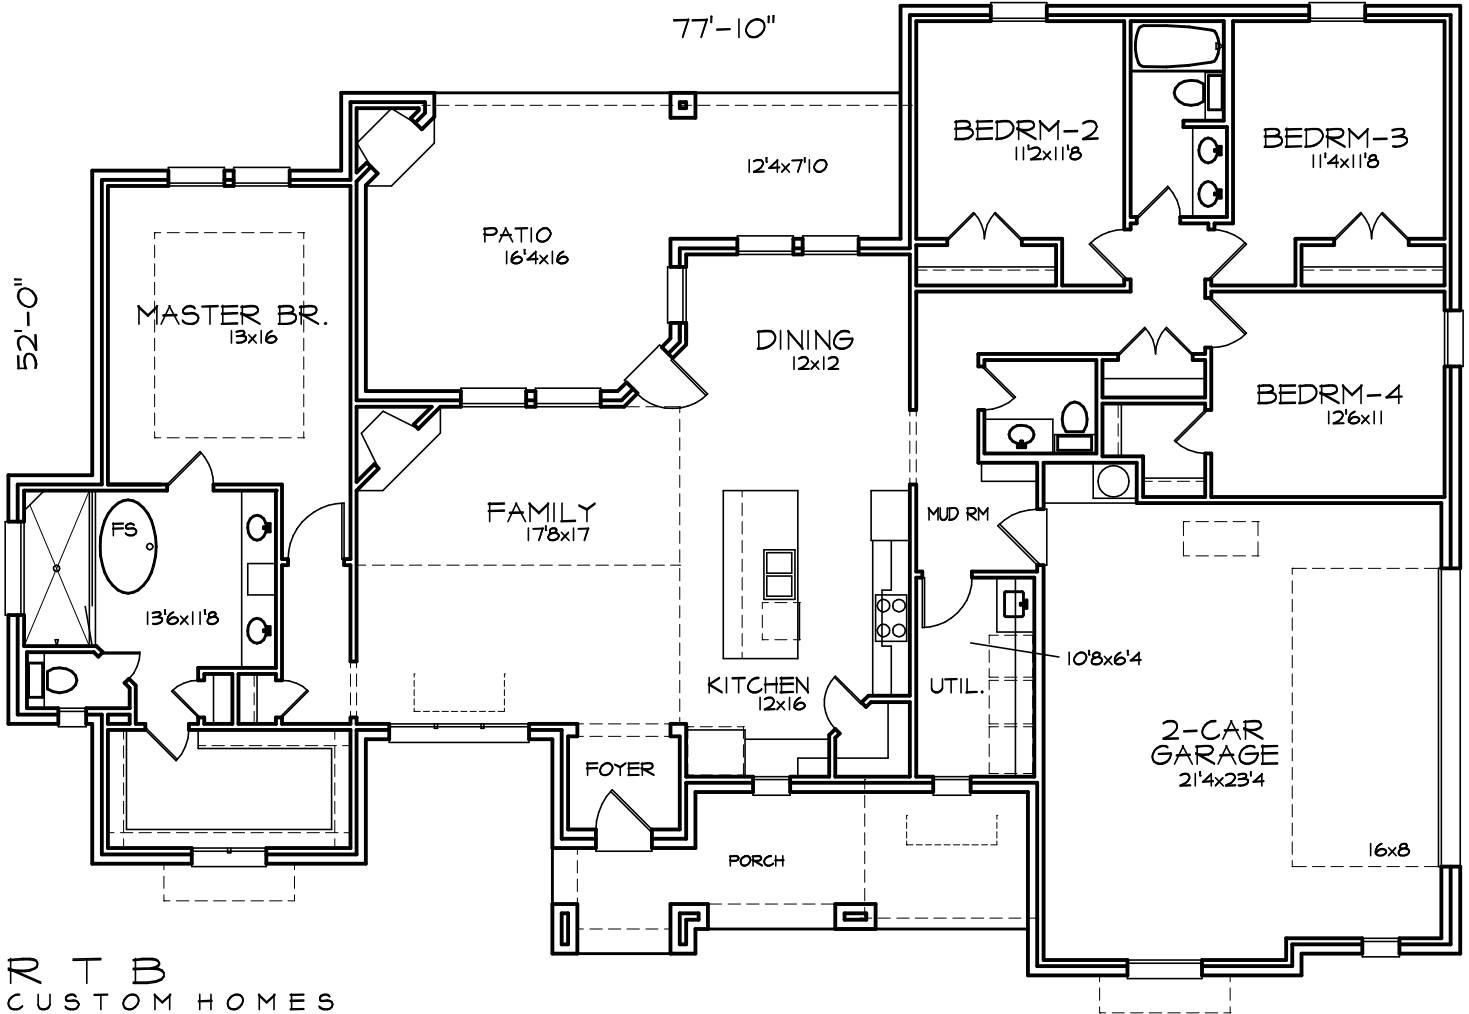 77'-10"
52'-0"
BEDRM-2
11'2x11'8
BEDRM-3
11'4x11'8
12'4x7'10
PATIO
16'4x16
MASTER BR.
13x16
DINING
12x12
BEDRM-4
12'6x11
FAMILY
17'8x17
FS
MUD RM
13'6x11'8
10'8x6'4
KITCHEN
12x16
UTIL.
2-CAR
GARAGE
21'4x23'4
FOYER
16x8
PORCH
RTB
CUSTOM HOMES